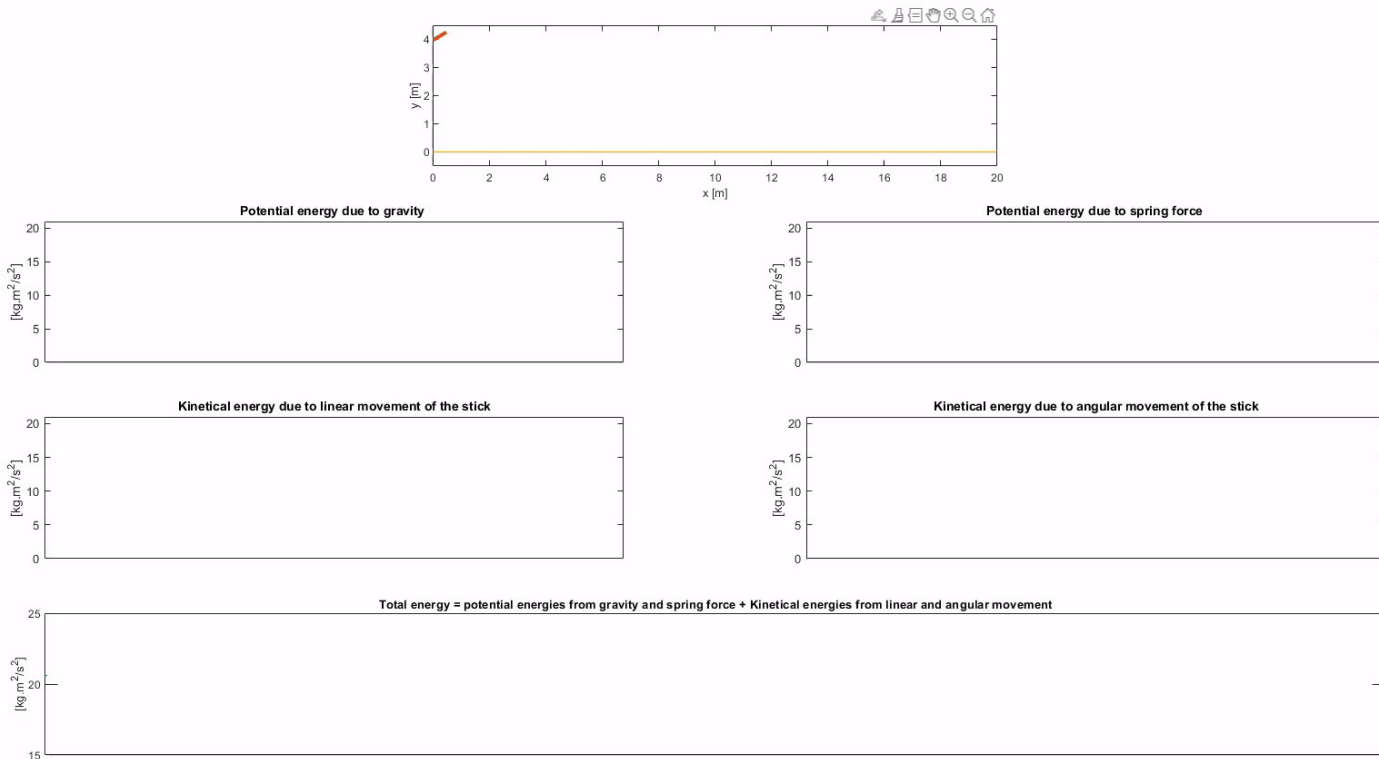 4
3
2
1
0
y [m]
0 2 4 6 8 10 12 14 16 18 20
x [m]
Potential energy due to gravity
20
15
10
5
0
[kg.m²/s²]
Potential energy due to spring force
20
15
10
5
0
[kg.m²/s²]
Kinetical energy due to linear movement of the stick
20
15
10
5
0
[kg.m²/s²]
Kinetical energy due to angular movement of the stick
20
15
10
5
0
[kg.m²/s²]
Total energy = potential energies from gravity and spring force + Kinetical energies from linear and angular movement
25
20
15
[kg.m²/s²]